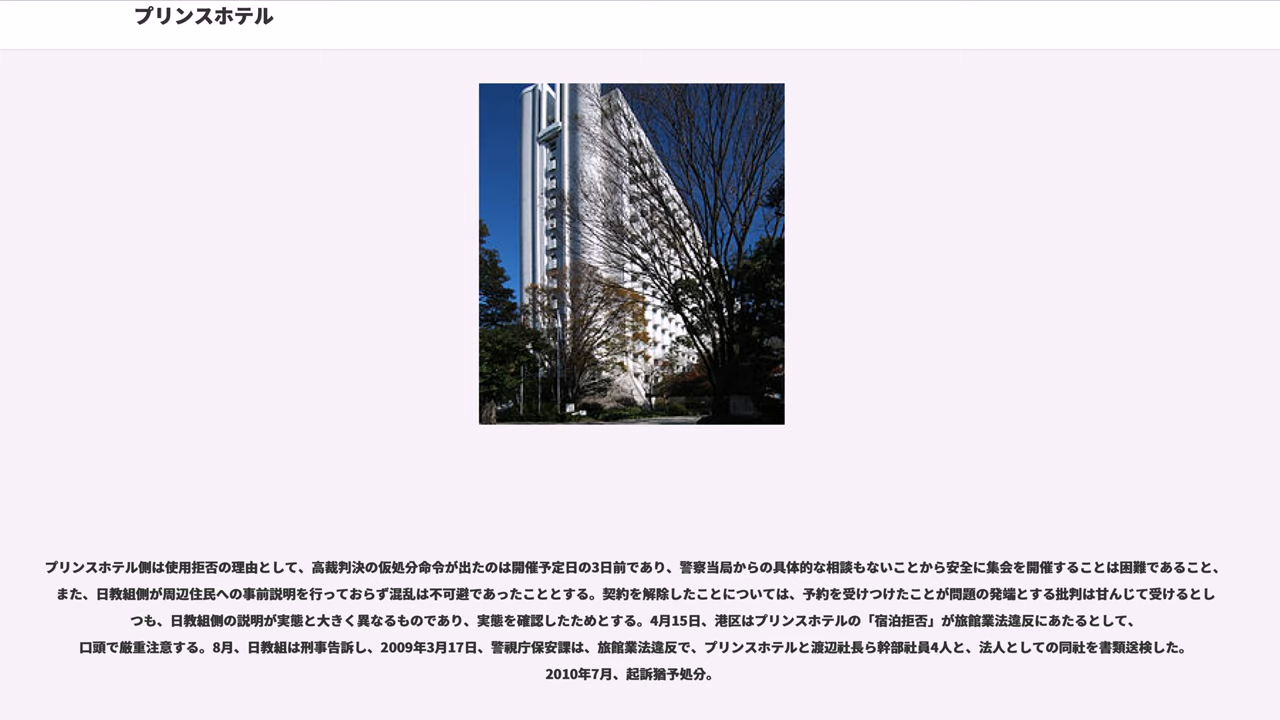 プリンスホテル
プリンスホテル側は使用拒否の理由として、高裁判決の仮処分命令が出たのは開催予定日の3日前であり、警察当局からの具体的な相談もないことから安全に集会を開催することは困難であること、
また、日教組側が周辺住民への事前説明を行っておらず混乱は不可避であったこととする。契約を解除したことについては、予約を受けつけたことが問題の発端とする批判は甘んじて受けるとし
つも、日教組側の説明が実態と大きく異なるものであり、実態を確認したためとする。4月15日、港区はプリンスホテルの「宿泊拒否」が旅館業法違反にあたるとして、
口頭で厳重注意する。8月、日教組は刑事告訴し、2009年3月17日、警視庁保安課は、旅館業法違反で、プリンスホテルと渡辺社長ら幹部社員4人と、法人としての同社を書類送検した。
2010年7月、起訴猶予処分。